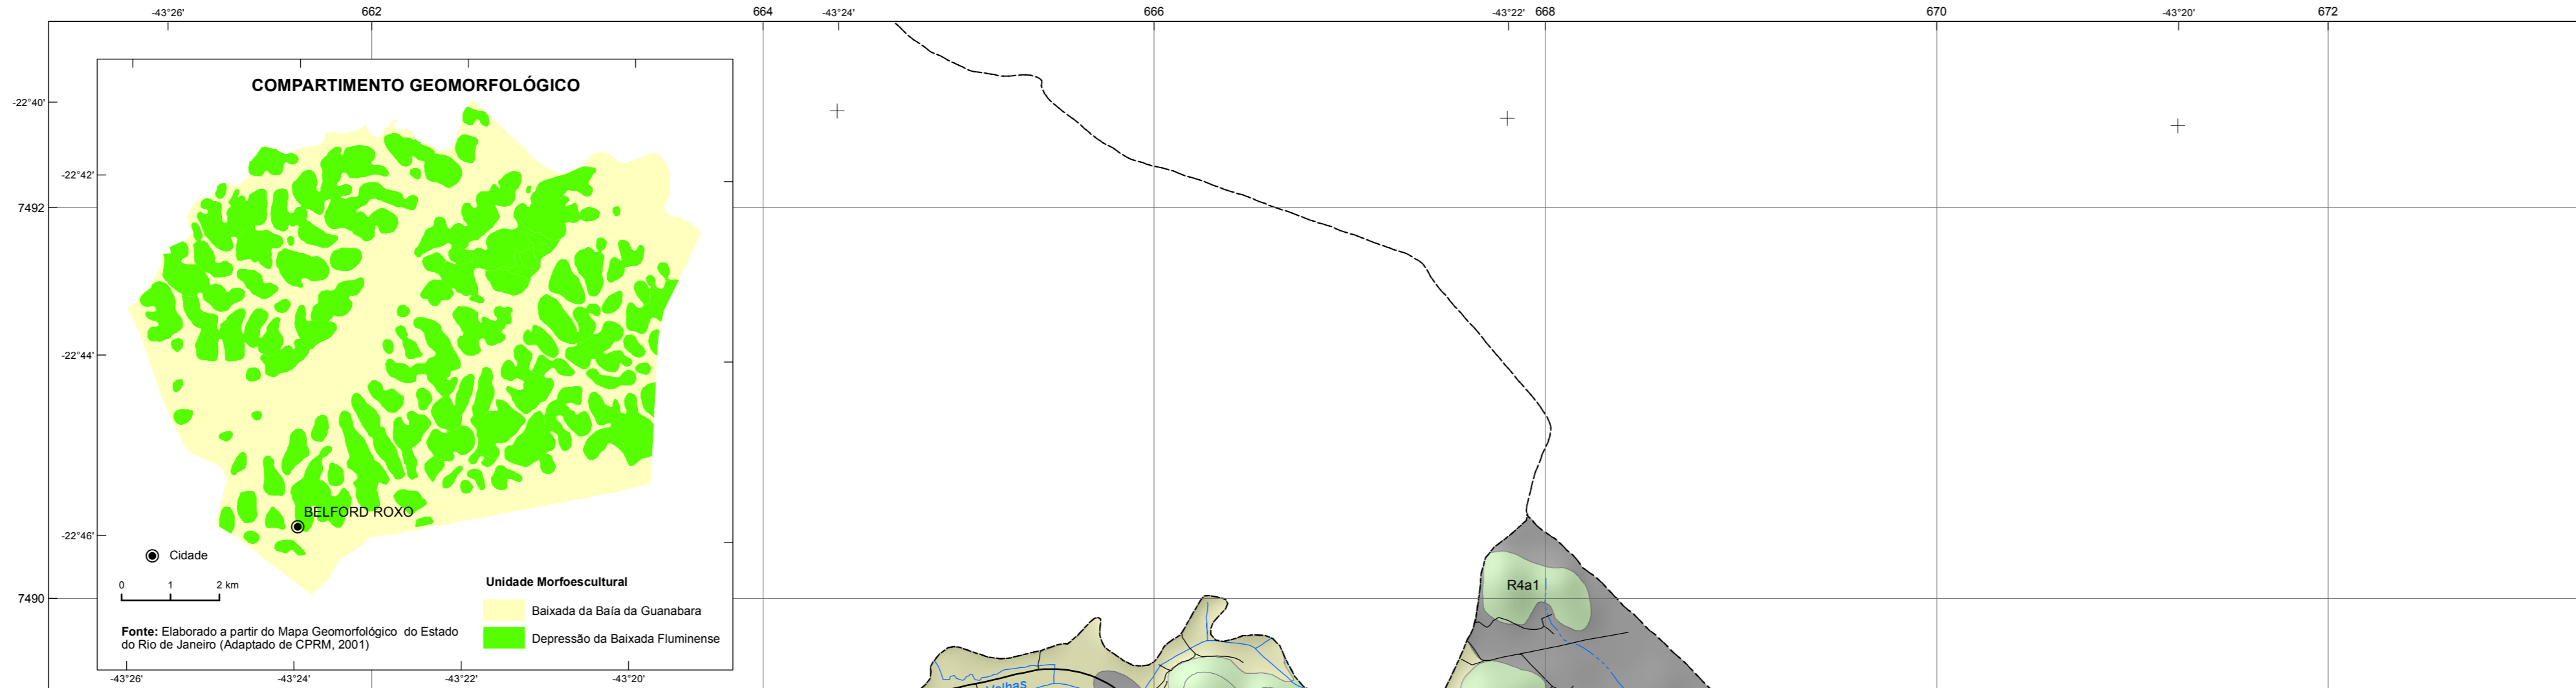 -43°26'
662
664
-43°24'
666
-43°22'
668
670
-43°20'
672
-22°40'
7492
7490
COMPARTIMENTO GEOMORFOLÓGICO
-22°42'
-22°44'
-22°46'
BELFORD ROXO
Cidade
0 1 2 km
Unidade Morfoescultural
Baixada da Baía da Guanabara
Depressão da Baixada Fluminense
Fonte: Elaborado a partir do Mapa Geomorfológico do Estado
do Rio de Janeiro (Adaptado de CPRM, 2001)
-43°26'
-43°24'
-43°22'
-43°20'
R4a1
Velhas